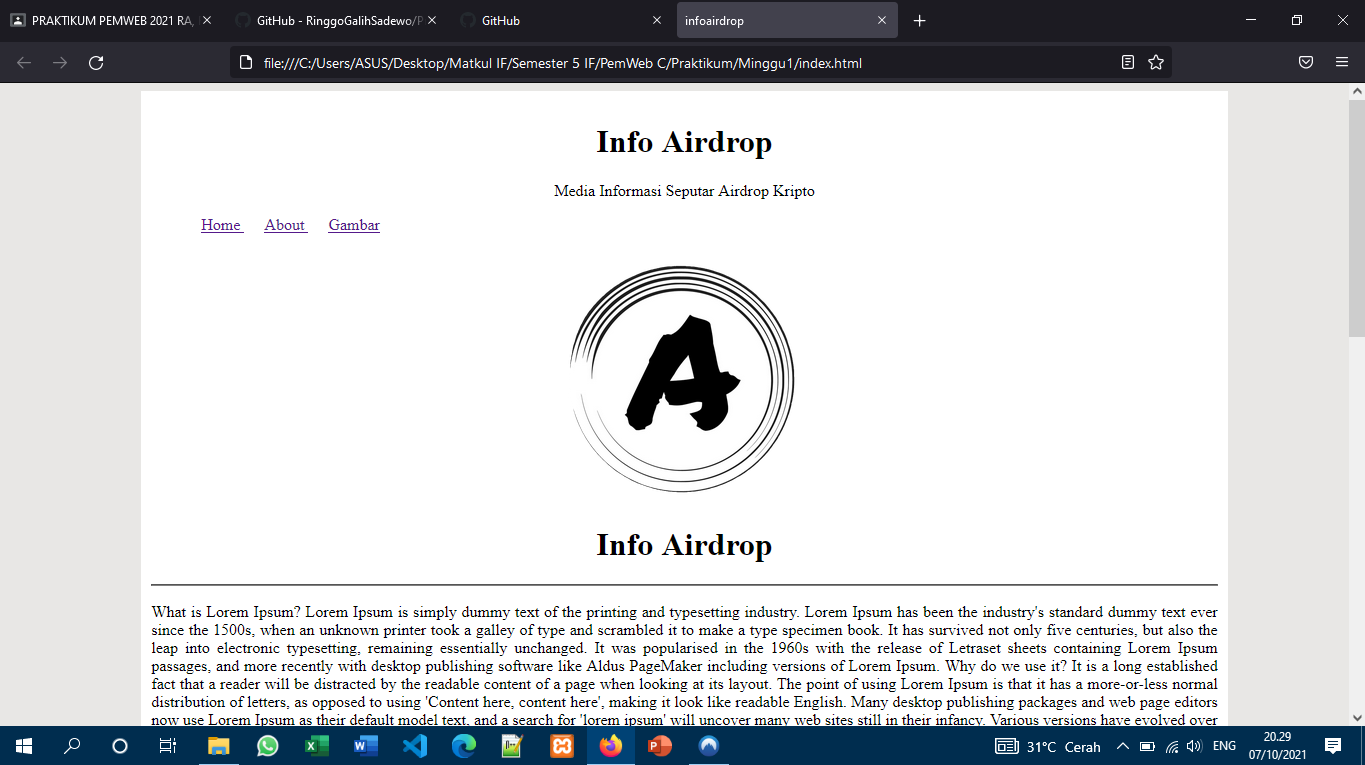 PRAKTIKUM PEMWEB 2021 RA,
GitHub - RinggoGalihSadewo/P
GitHub
infoairdrop
file:///C:/Users/ASUS/Desktop/Matkul IF/Semester 5 IF/PemWeb C/Praktikum/Minggu1/index.html
Info Airdrop
Media Informasi Seputar Airdrop Kripto
Home About Gambar
A
Info Airdrop
What is Lorem Ipsum? Lorem Ipsum is simply dummy text of the printing and typesetting industry. Lorem Ipsum has been the industry's standard dummy text ever
since the 1500s, when an unknown printer took a galley of type and scrambled it to make a type specimen book. It has survived not only five centuries, but also the
leap into electronic typesetting, remaining essentially unchanged. It was popularised in the 1960s with the release of Letraset sheets containing Lorem Ipsum
passages, and more recently with desktop publishing software like Aldus PageMaker including versions of Lorem Ipsum. Why do we use it? It is a long established
fact that a reader will be distracted by the readable content of a page when looking at its layout. The point of using Lorem Ipsum is that it has a more-or-less normal
distribution of letters, as opposed to using 'Content here, content here', making it look like readable English. Many desktop publishing packages and web page editors
now use Lorem Ipsum as their default model text, and a search for 'lorem ipsum' will uncover many web sites still in their infancy. Various versions have evolved over
31°C Cerah
ENG
20.29
07/10/2021